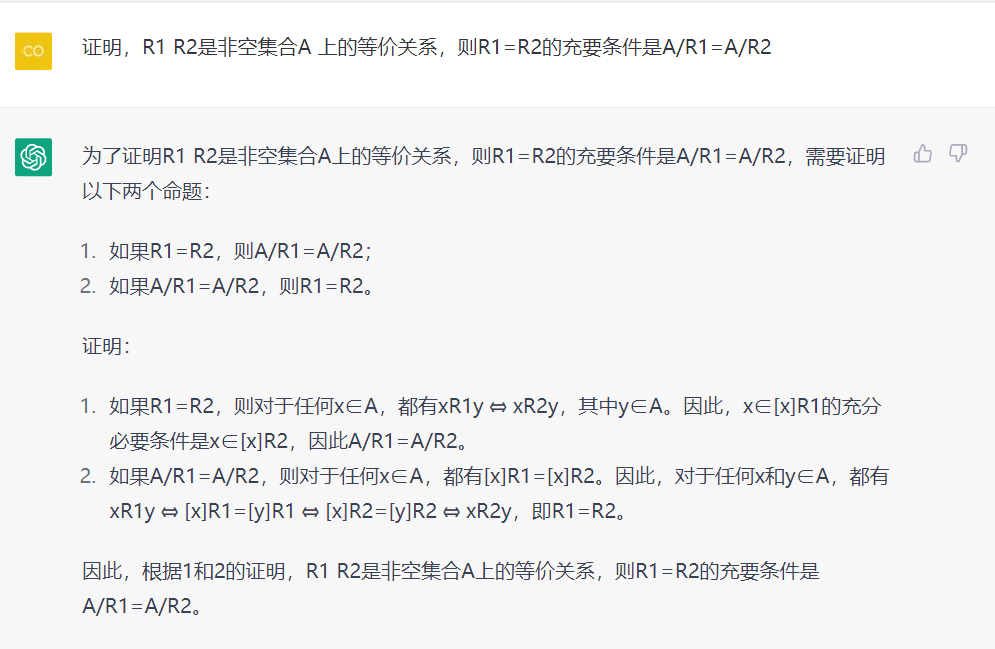 CO
证明，R1 R2是非空集合A 上的等价关系，则R1=R2的充要条件是A/R1=A/R2
为了证明R1 R2是非空集合A上的等价关系，则R1=R2的充要条件是A/R1=A/R2，需要证明
以下两个命题：
1. 如果R1=R2，则A/R1=A/R2；
2. 如果A/R1=A/R2，则R1=R2。
证明：
1. 如果R1=R2，则对于任何x∈A，都有xR1y ⇔ xR2y，其中y∈A。因此，x∈[x]R1的充分
必要条件是x∈[x]R2，因此A/R1=A/R2。
2. 如果A/R1=A/R2，则对于任何x∈A，都有[x]R1=[x]R2。因此，对于任何x和y∈A，都有
xR1y ⇔ [x]R1=[y]R1 ⇔ [x]R2=[y]R2 ⇔ xR2y，即R1=R2。
因此，根据1和2的证明，R1 R2是非空集合A上的等价关系，则R1=R2的充要条件是
A/R1=A/R2。